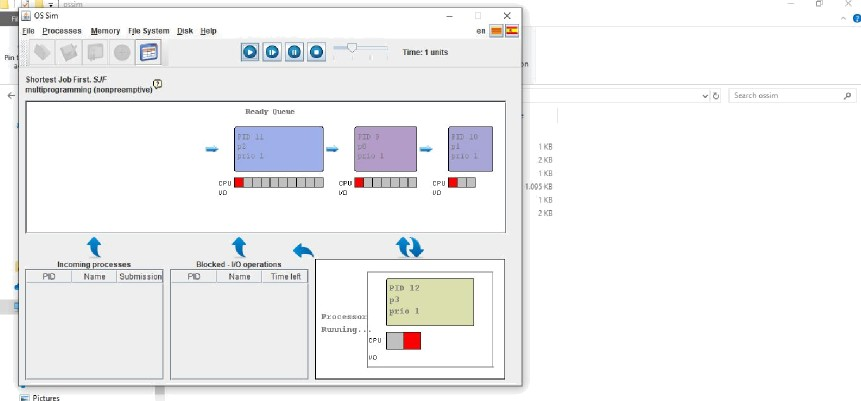 ossim
OS Sim
File Processes Memory File System Disk Help
en
Time: 1 units
Shortest Job First. SJF
multiprogramming (nonpreemptive)
Search ossim
Ready Queue
PID 11
p2
prio 1
PID 9
p0
prio 1
PID 10
p1
prio 1
CPU
I/O
CPU
I/O
CPU
I/O
1 KB
2 KB
1 KB
1.095 KB
1 KB
2 KB
Incoming processes
PID Name Submission
Blocked - I/O operations
PID Name Time left
PID 12
p3
prio 1
Processor
Running...
CPU
I/O
Pictures